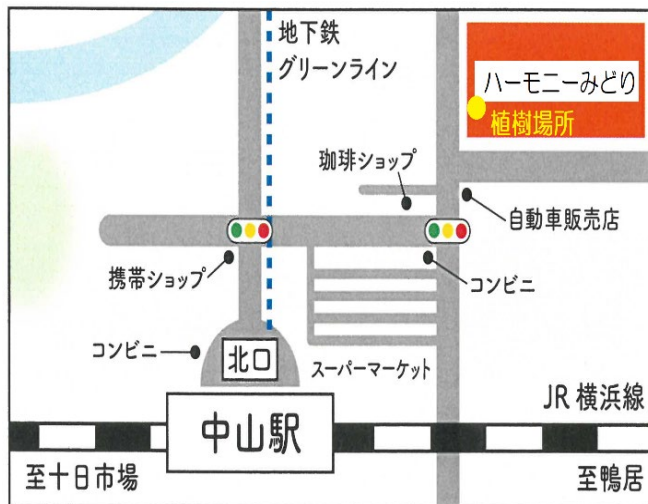 地下鉄
グリーンライン
ハーモニーみどり
植樹場所
珈琲ショップ
自動車販売店
携帯ショップ
コンビニ
コンビニ
北口
スーパーマーケット
JR 横浜線
中山駅
至十日市場
至鴨居